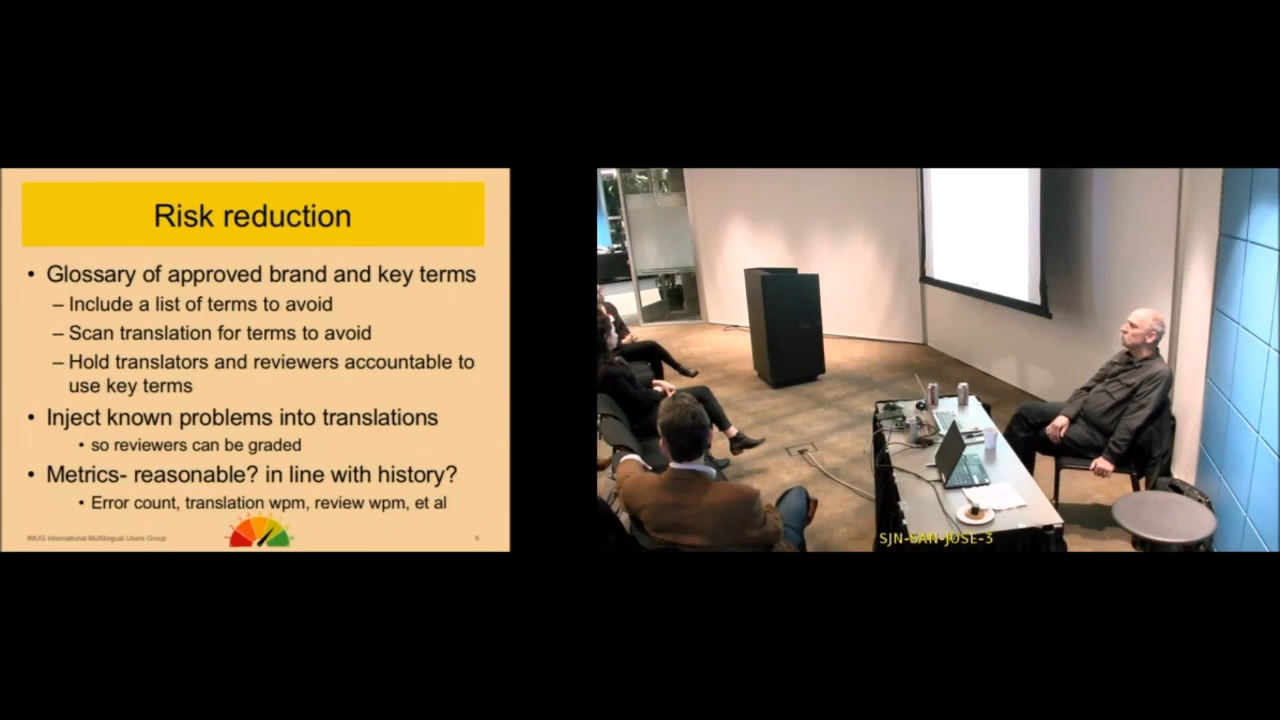 Risk reduction
• Glossary of approved brand and key terms
– Include a list of terms to avoid
– Scan translation for terms to avoid
– Hold translators and reviewers accountable to
use key terms
• Inject known problems into translations
• so reviewers can be graded
• Metrics- reasonable? in line with history?
• Error count, translation wpm, review wpm, et al
IMUG International Multilingual Users Group
9
SJN-SAN-JOSE-3